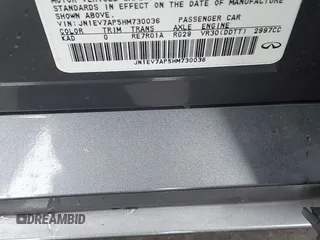 STANDARDS IN EFFECT ON THE DATE OF MANUFACTURE
SHOWN ABOVE.
VIN: JN1EV7AP5HM730036 PASSENGER CAR
COLOR TRIM TRANS AXLE ENGINE
KAD G RE7R01A RG29 VR30(DDTT) 2997CC
JN1EV7AP5HM730036
DREAMBID